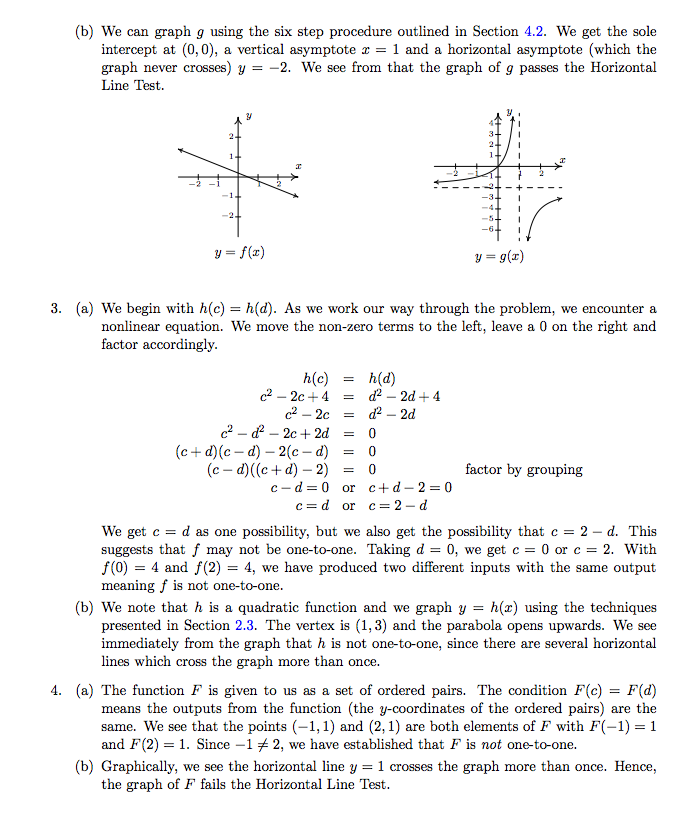 (b) We can graph g using the six step procedure outlined in Section 4.2. We get the sole
intercept at (0, 0), a vertical asymptote x = 1 and a horizontal asymptote (which the
graph never crosses) y = −2. We see from that the graph of g passes the Horizontal
Line Test.
y
2
1
x
−2 −1 1 2
−1
−2
y = f(x)
y
4
3
2
1
x
−2 −1 1 2
−1
−2
−3
−4
−5
−6
y = g(x)
3. (a) We begin with h(c) = h(d). As we work our way through the problem, we encounter a
nonlinear equation. We move the non-zero terms to the left, leave a 0 on the right and
factor accordingly.
h(c) = h(d)
c² − 2c + 4 = d² − 2d + 4
c² − 2c = d² − 2d
c² − d² − 2c + 2d = 0
(c + d)(c − d) − 2(c − d) = 0
(c − d)((c + d) − 2) = 0 factor by grouping
c − d = 0 or c + d − 2 = 0
c = d or c = 2 − d
We get c = d as one possibility, but we also get the possibility that c = 2 − d. This
suggests that f may not be one-to-one. Taking d = 0, we get c = 0 or c = 2. With
f(0) = 4 and f(2) = 4, we have produced two different inputs with the same output
meaning f is not one-to-one.
(b) We note that h is a quadratic function and we graph y = h(x) using the techniques
presented in Section 2.3. The vertex is (1, 3) and the parabola opens upwards. We see
immediately from the graph that h is not one-to-one, since there are several horizontal
lines which cross the graph more than once.
4. (a) The function F is given to us as a set of ordered pairs. The condition F(c) = F(d)
means the outputs from the function (the y-coordinates of the ordered pairs) are the
same. We see that the points (−1, 1) and (2, 1) are both elements of F with F(−1) = 1
and F(2) = 1. Since −1 ≠ 2, we have established that F is not one-to-one.
(b) Graphically, we see the horizontal line y = 1 crosses the graph more than once. Hence,
the graph of F fails the Horizontal Line Test.